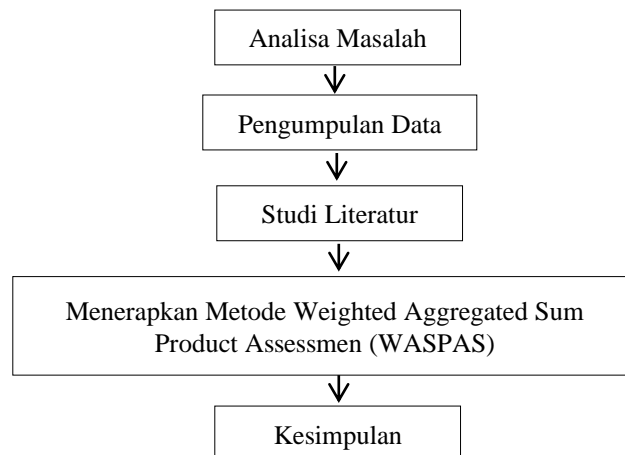 Analisa Masalah
Pengumpulan Data
Studi Literatur
Menerapkan Metode Weighted Aggregated Sum
Product Assessmen (WASPAS)
Kesimpulan